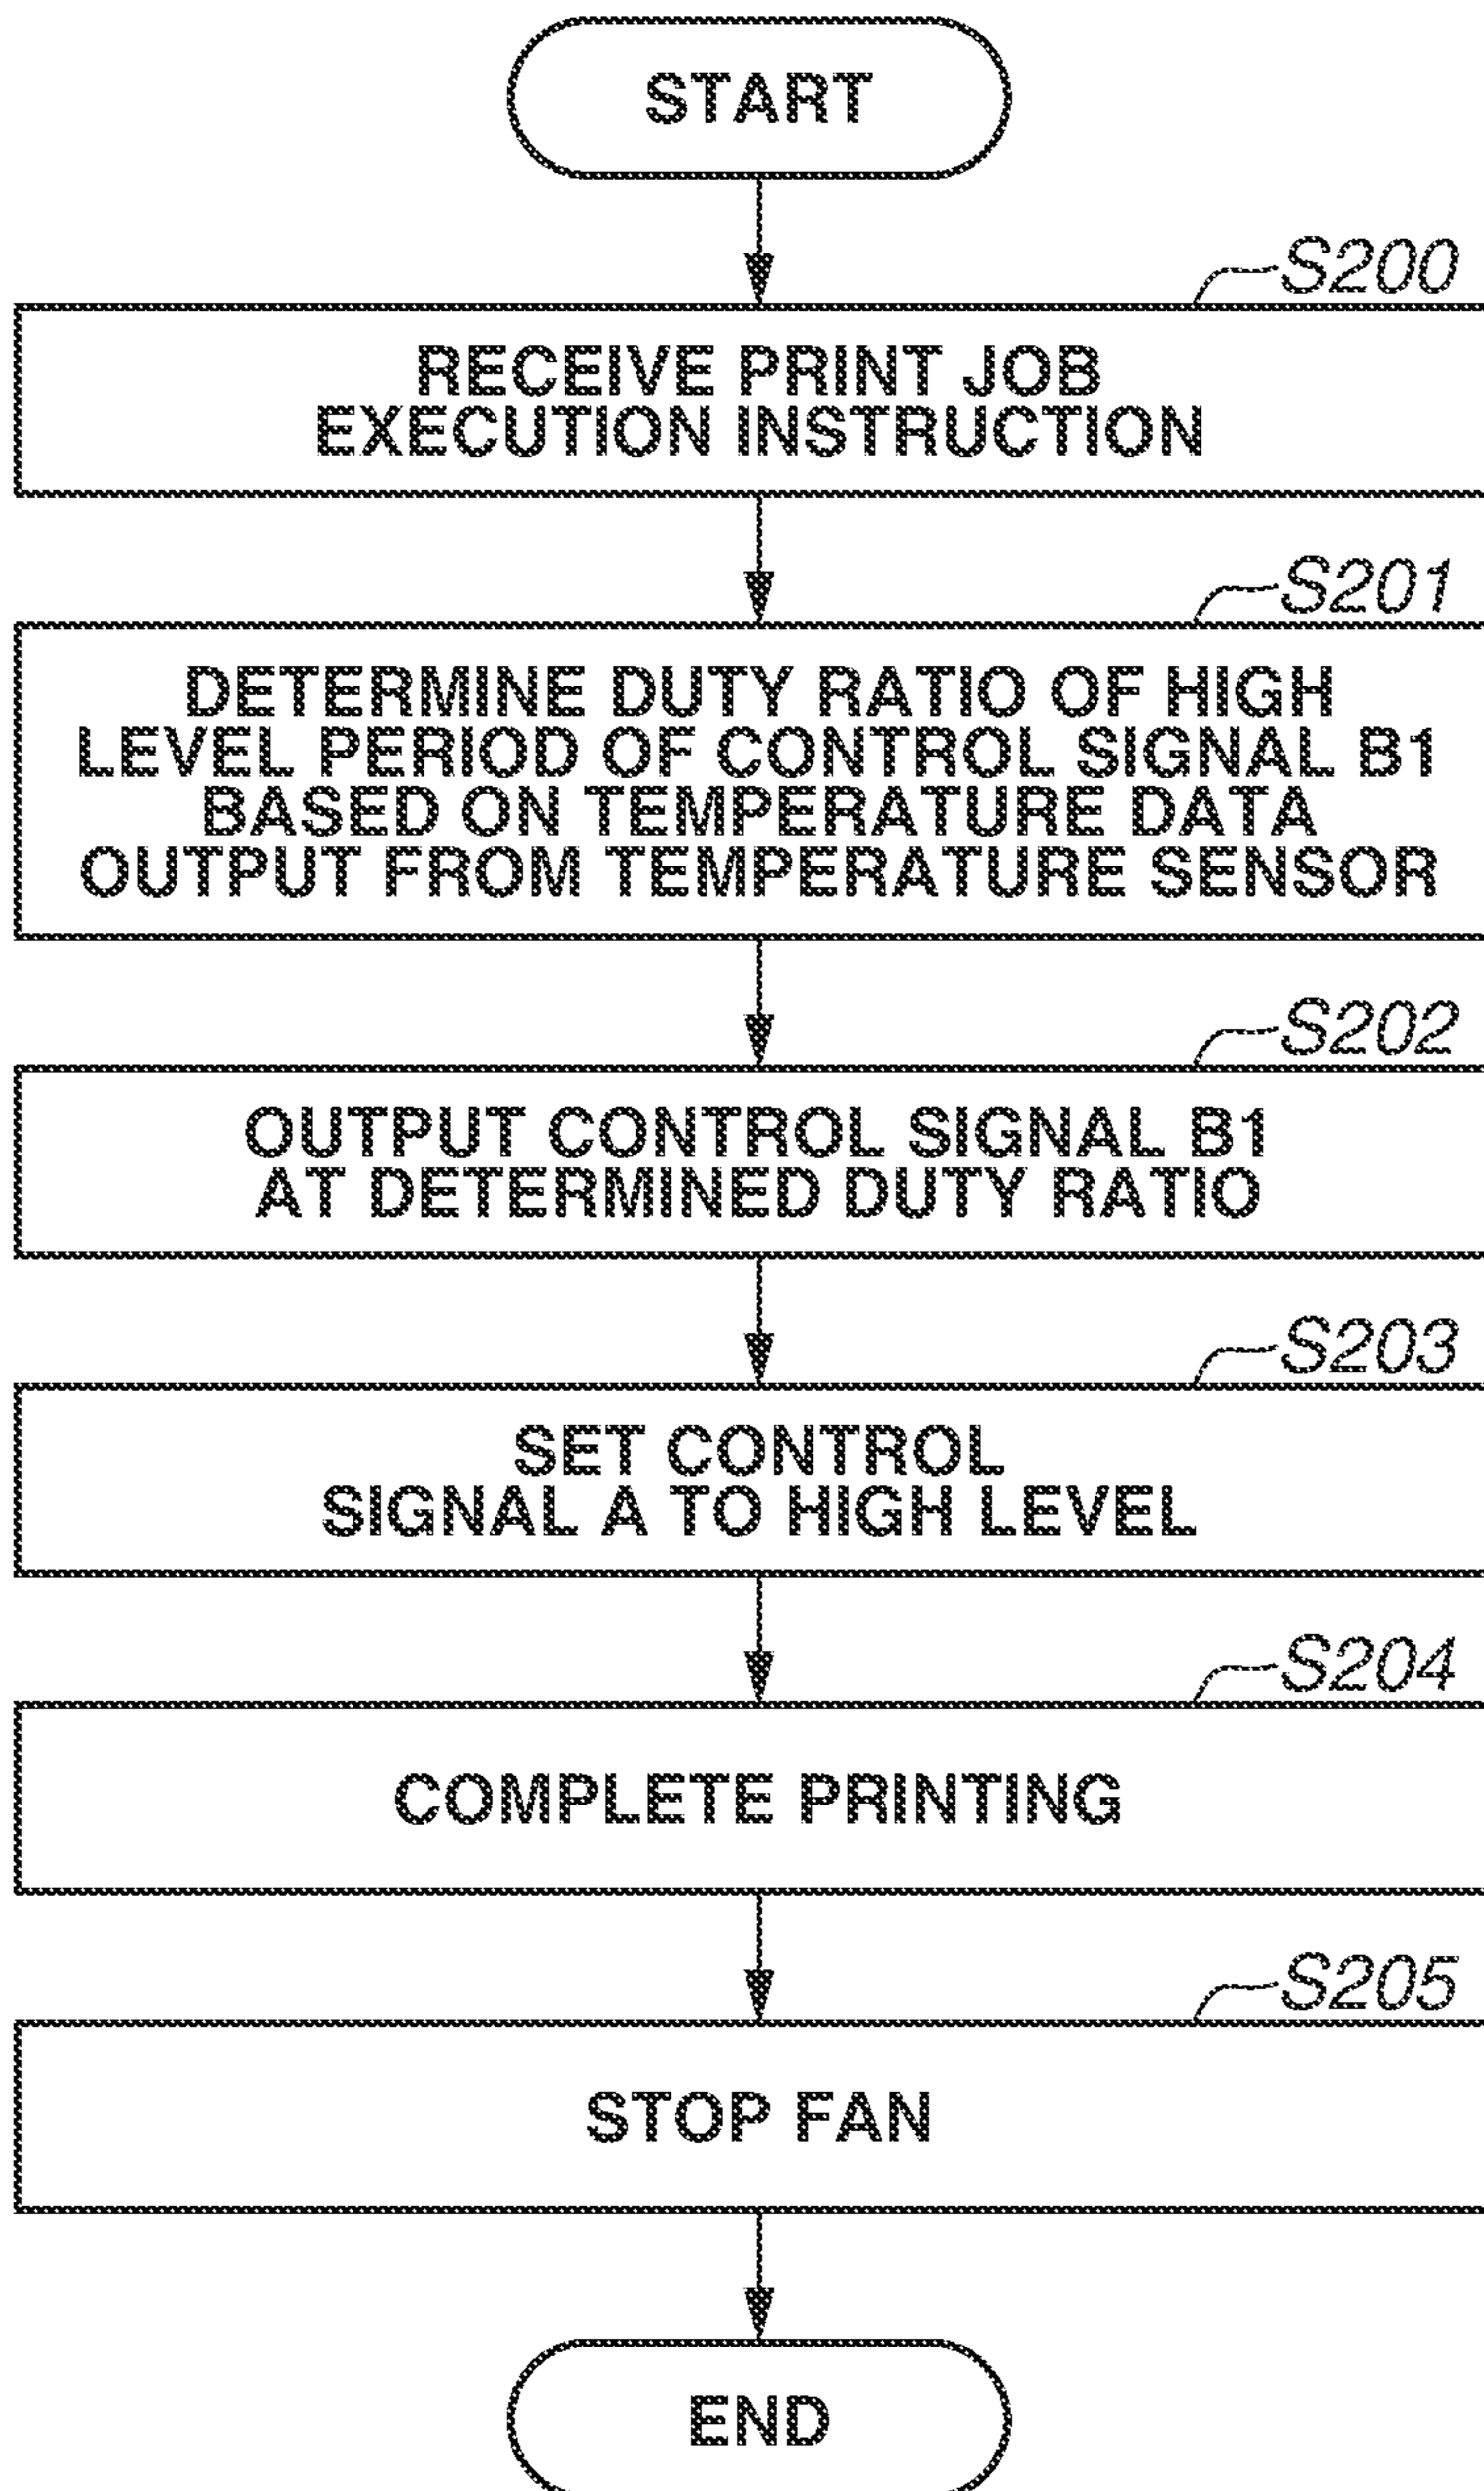 START
S200
RECEIVE PRINT JOB
EXECUTION INSTRUCTION
S201
DETERMINE DUTY RATIO OF HIGH
LEVEL PERIOD OF CONTROL SIGNAL B1
BASED ON TEMPERATURE DATA
OUTPUT FROM TEMPERATURE SENSOR
S202
OUTPUT CONTROL SIGNAL B1
AT DETERMINED DUTY RATIO
S203
SET CONTROL
SIGNAL A TO HIGH LEVEL
S204
COMPLETE PRINTING
S205
STOP FAN
END